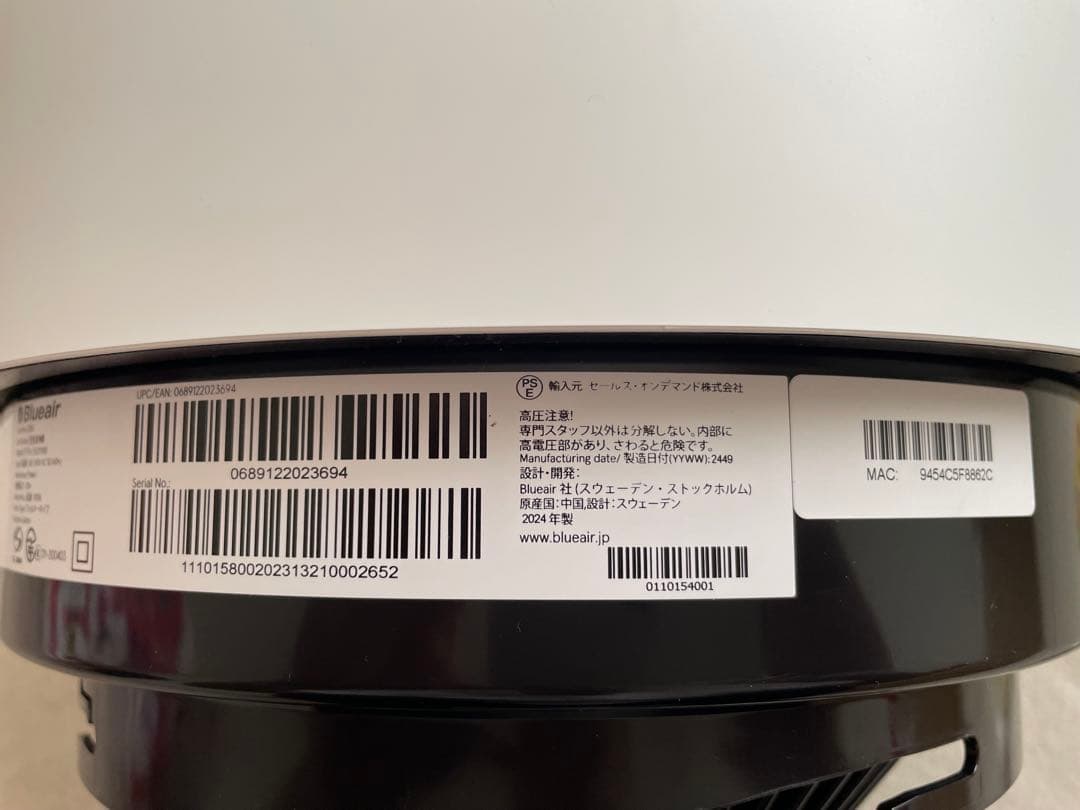 Blueair
UPC/EAN: 0689122023694
0689122023694
Serial No.:
111015800202313210002652
PS
E
輸入元 セールス・オンデマンド株式会社
高圧注意!
専門スタッフ以外は分解しない。内部に
高電圧部があり、さわると危険です。
Manufacturing date/ 製造日付(YYWW):2449
設計・開発:
Blueair 社 (スウェーデン・ストックホルム)
原産国:中国,設計:スウェーデン
2024 年製
www.blueair.jp
0110154001
MAC: 9454C5F8862C